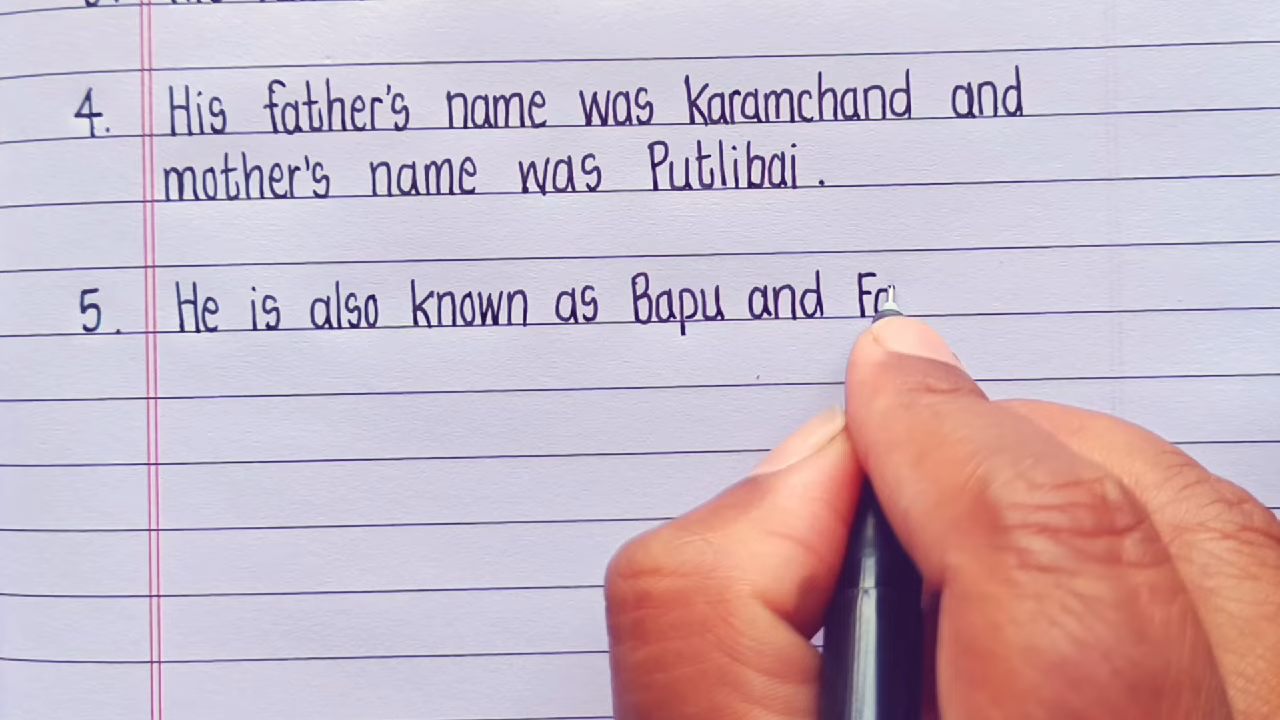 4. His father's name was Karamchand and
mother's name was Putlibai.
5. He is also known as Bapu and Fa